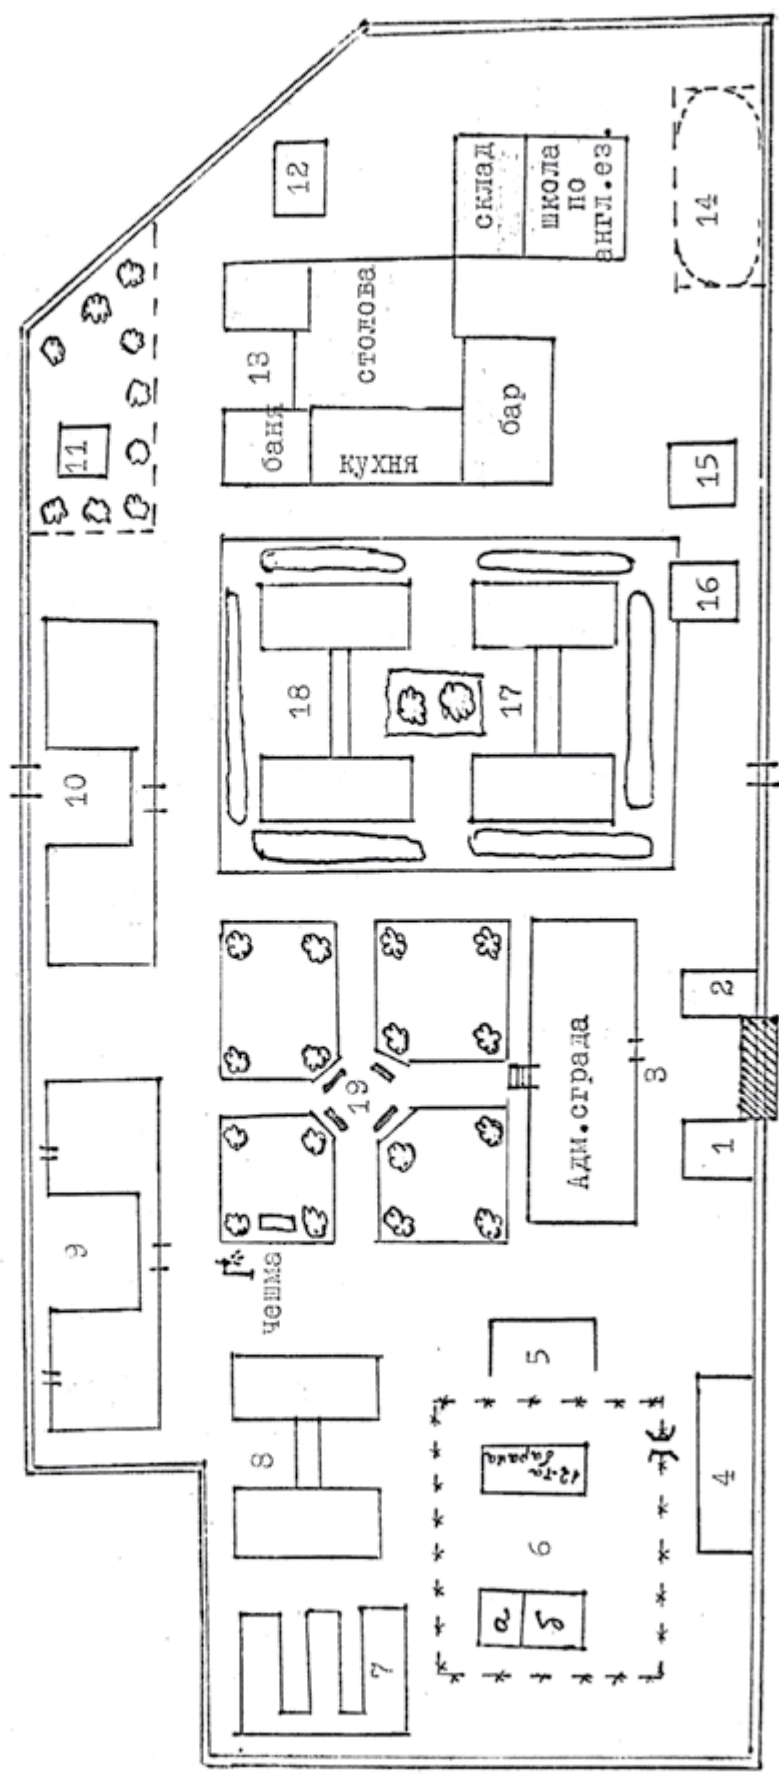 12
склад
школа
по
англ.ез.
14
11
13
столова
баня
кухня
бар
15
16
18
17
10
19
Адм.сграда
2
3
1
9
чешма
8
5
12-та
барака
6
4
а
б
7